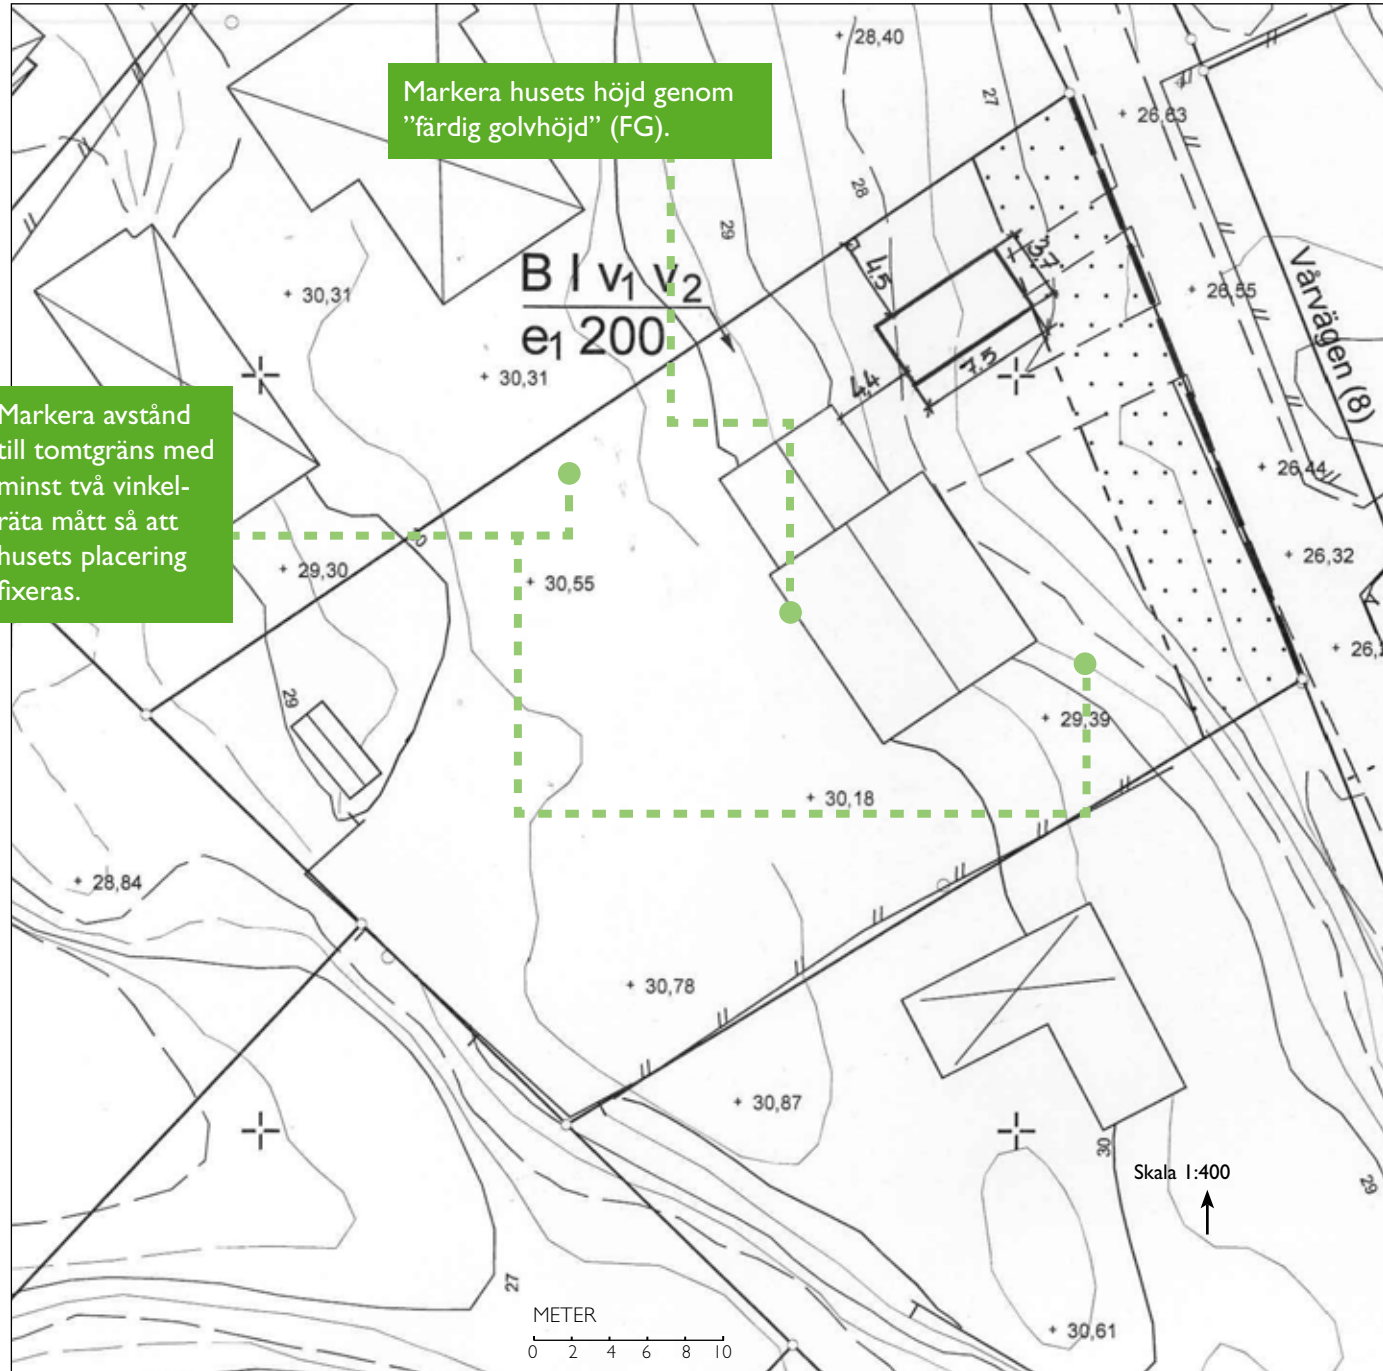 28,40
Markera husets höjd genom
”färdig golvhöjd” (FG).
27
26,63
28
29
3.7
4.5
Vårvägen (8)
B I v1 v2
e1 200
30,31
26,55
30,31
4.4
7.5
Markera avstånd
till tomtgräns med
minst två vinkel-
räta mått så att
husets placering
fixeras.
26,44
26,32
29,30
30,55
29
29,39
30,18
28,84
30,78
30,87
30
Skala 1:400
29
27
METER
0 2 4 6 8 10
30,61